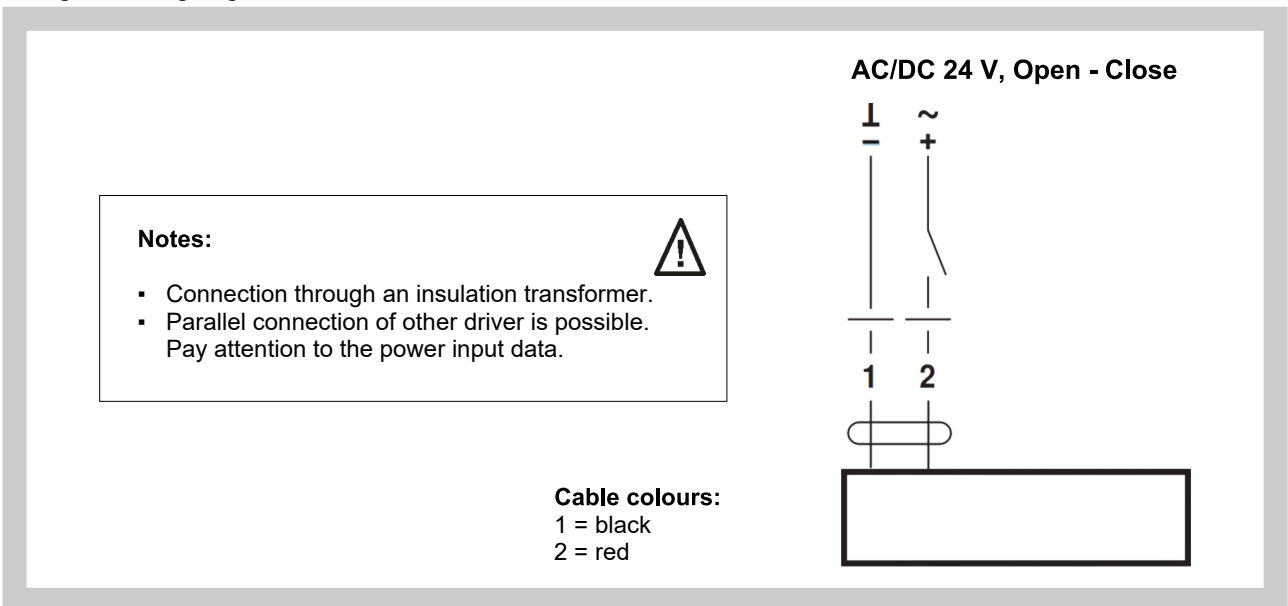 AC/DC 24 V, Open - Close
⊥ ~
− +
Notes:
▪ Connection through an insulation transformer.
▪ Parallel connection of other driver is possible.
Pay attention to the power input data.
1 2
Cable colours:
1 = black
2 = red